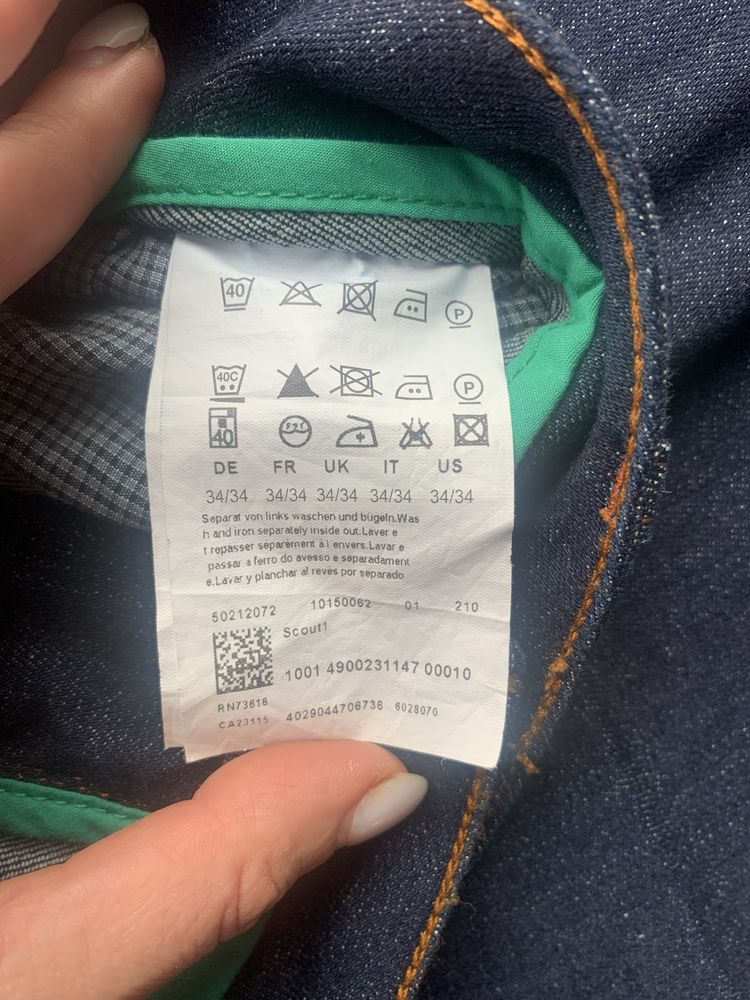 40
P
40C
P
40
DE FR UK IT US
34/34 34/34 34/34 34/34 34/34
Separat von links waschen und bügeln.Was
h and iron separately inside out.Laver e
t repasser séparément à l envers.Lavar e
passar a ferro do avesso e separadament
e.Lavar y planchar al revés por separado
50212072 10150062 01 210
Scout1
1001 4900231147 00010
RN73616
CA23115 4029044706736 6028070